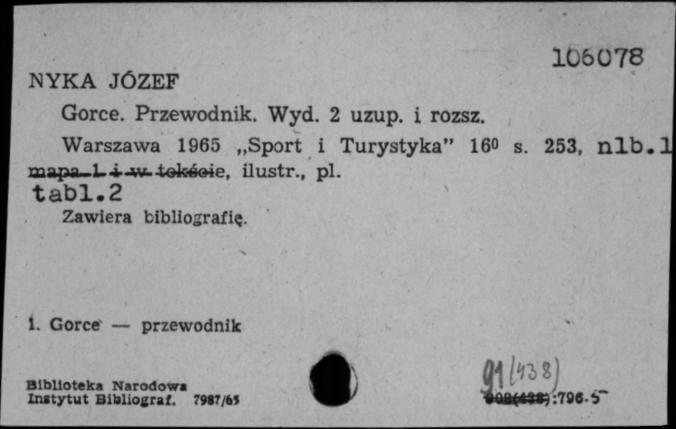 106078
NYKA JÓZEF
Gorce. Przewodnik. Wyd. 2 uzup. i rozsz.
Warszawa 1965 „Sport i Turystyka” 16⁰ s. 253, nlb.1
mapa 1 i w tekście, ilustr., pl.
tabl.2
Zawiera bibliografię.
1. Gorce — przewodnik
91(438)
Biblioteka Narodowa
Instytut Bibliograf. 7987/65
908(438):796.5